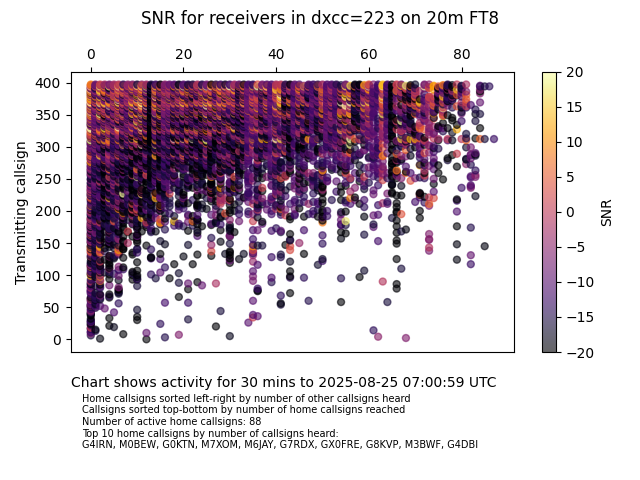 SNR for receivers in dxcc=223 on 20m FT8
0 20 40 60 80
400
350
300
250
200
150
100
50
0
Transmitting callsign
20
15
10
5
0
−5
−10
−15
−20
SNR
Chart shows activity for 30 mins to 2025-08-25 07:00:59 UTC
Home callsigns sorted left-right by number of other callsigns heard
Callsigns sorted top-bottom by number of home callsigns reached
Number of active home callsigns: 88
Top 10 home callsigns by number of callsigns heard:
G4IRN, M0BEW, G0KTN, M7XOM, M6JAY, G7RDX, GX0FRE, G8KVP, M3BWF, G4DBI